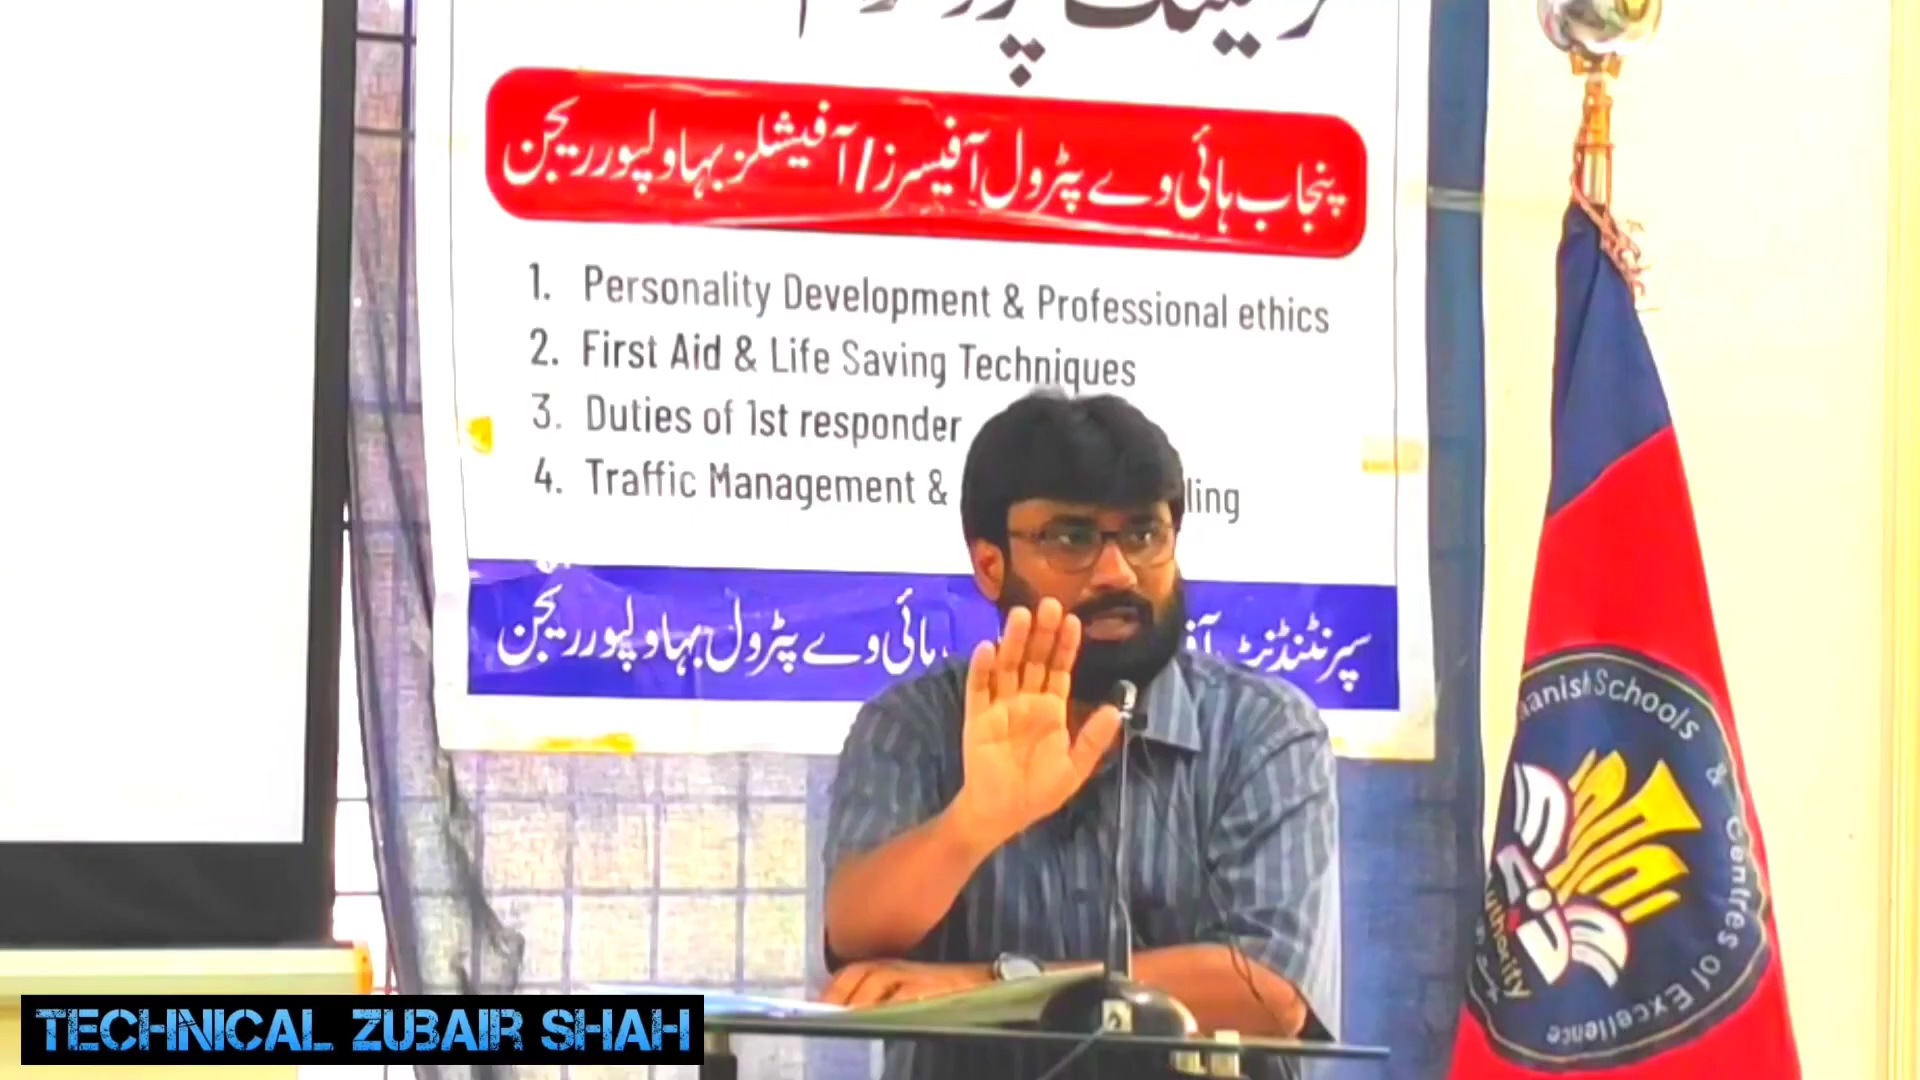 پنجاب ہائی وے پٹرول آفیسرز/آفیشلز بہاولپور ریجن
1. Personality Development & Professional ethics
2. First Aid & Life Saving Techniques
3. Duties of 1st responder
4. Traffic Management &
ہائی وے پٹرول بہاولپور ریجن
Schools & Centres of Excellence
Authority
TECHNICAL ZUBAIR SHAH